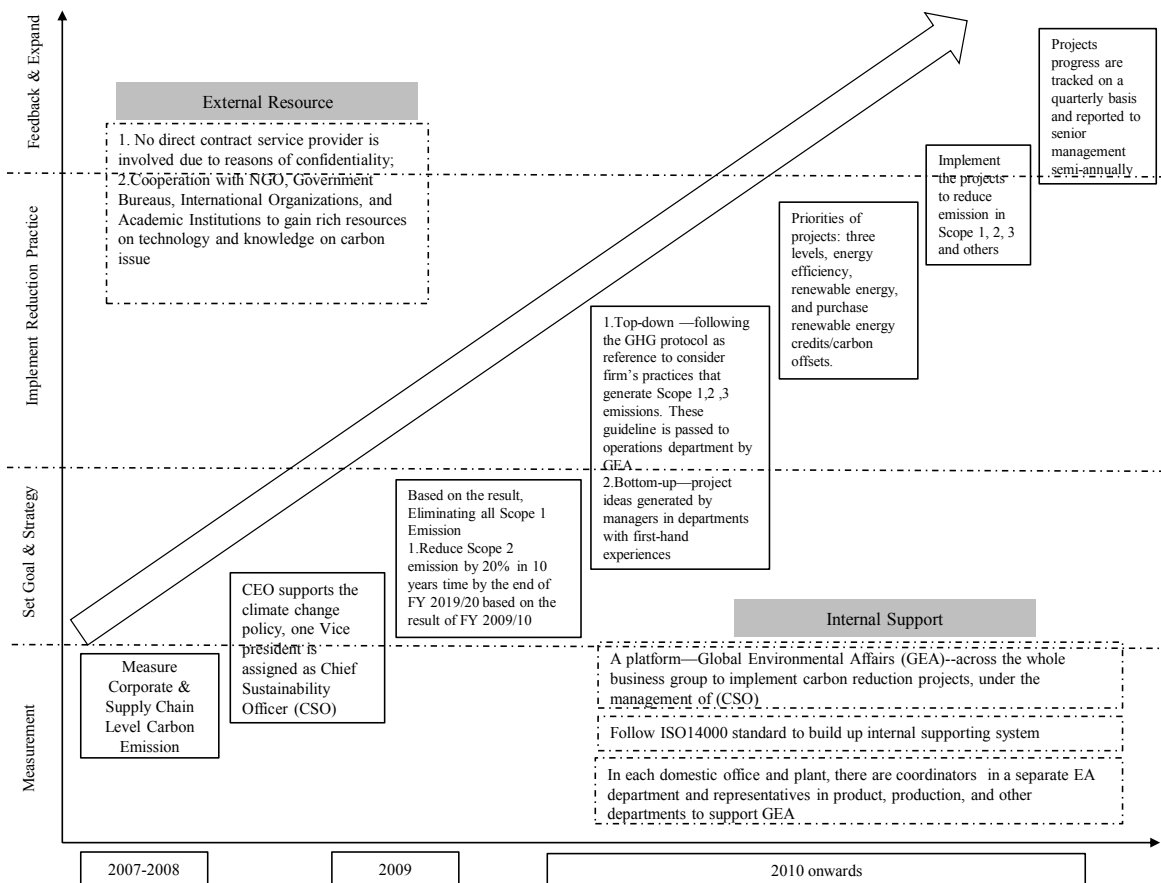 Feedback & Expand
Implement Reduction Practice
Set Goal & Strategy
Measurement
External Resource
1. No direct contract service provider is
involved due to reasons of confidentiality;
2.Cooperation with NGO, Government
Bureaus, International Organizations, and
Academic Institutions to gain rich resources
on technology and knowledge on carbon
issue
Measure
Corporate &
Supply Chain
Level Carbon
Emission
CEO supports the
climate change
policy, one Vice
president is
assigned as Chief
Sustainability
Officer (CSO)
Based on the result,
Eliminating all Scope 1
Emission
1.Reduce Scope 2
emission by 20% in 10
years time by the end of
FY 2019/20 based on the
result of FY 2009/10
1.Top-down —following
the GHG protocol as
reference to consider
firm’s practices that
generate Scope 1,2 ,3
emissions. These
guideline is passed to
operations department by
GEA
2.Bottom-up—project
ideas generated by
managers in departments
with first-hand
experiences
Priorities of
projects: three
levels, energy
efficiency,
renewable energy,
and purchase
renewable energy
credits/carbon
offsets.
Implement
the projects
to reduce
emission in
Scope 1, 2, 3
and others
Projects
progress are
tracked on a
quarterly basis
and reported to
senior
management
semi-annually
Internal Support
A platform—Global Environmental Affairs (GEA)--across the whole
business group to implement carbon reduction projects, under the
management of (CSO)
Follow ISO14000 standard to build up internal supporting system
In each domestic office and plant, there are coordinators in a separate EA
department and representatives in product, production, and other
departments to support GEA
2007-2008
2009
2010 onwards